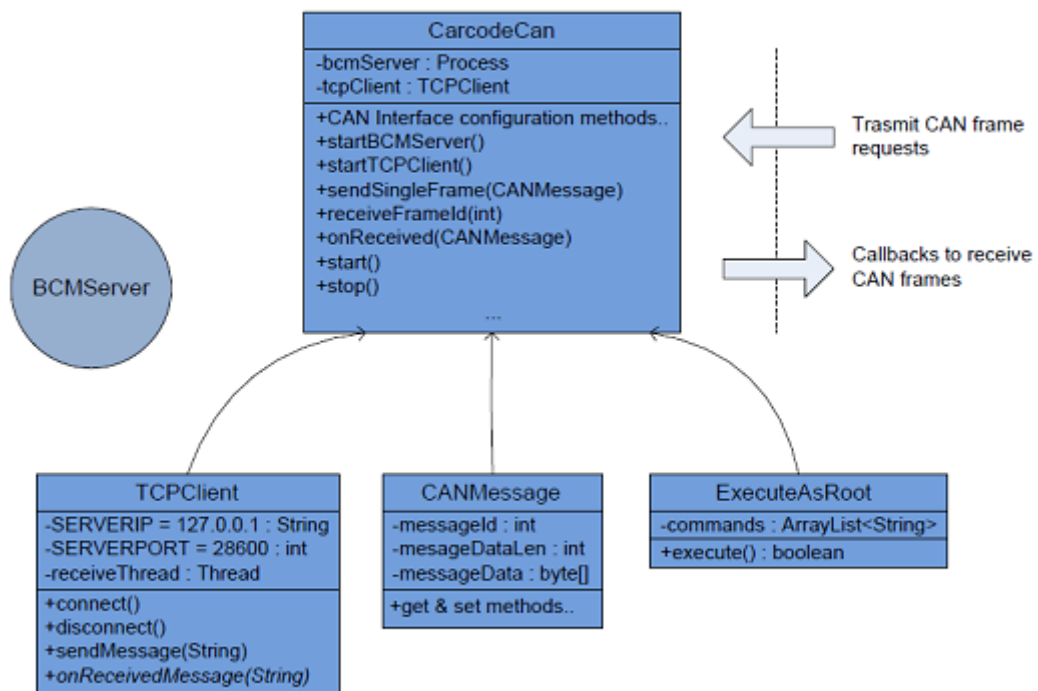 CarcodeCan
-bcmServer : Process
-tcpClient : TCPClient
+CAN Interface configuration methods..
+startBCMServer()
+startTCPClient()
+sendSingleFrame(CANMessage)
+receiveFrameId(int)
+onReceived(CANMessage)
+start()
+stop()
...
Trasmit CAN frame
requests
Callbacks to receive
CAN frames
BCMServer
TCPClient
-SERVERIP = 127.0.0.1 : String
-SERVERPORT = 28600 : int
-receiveThread : Thread
+connect()
+disconnect()
+sendMessage(String)
+onReceivedMessage(String)
CANMessage
-messageId : int
-mesageDataLen : int
-messageData : byte[]
+get & set methods..
ExecuteAsRoot
-commands : ArrayList<String>
+execute() : boolean